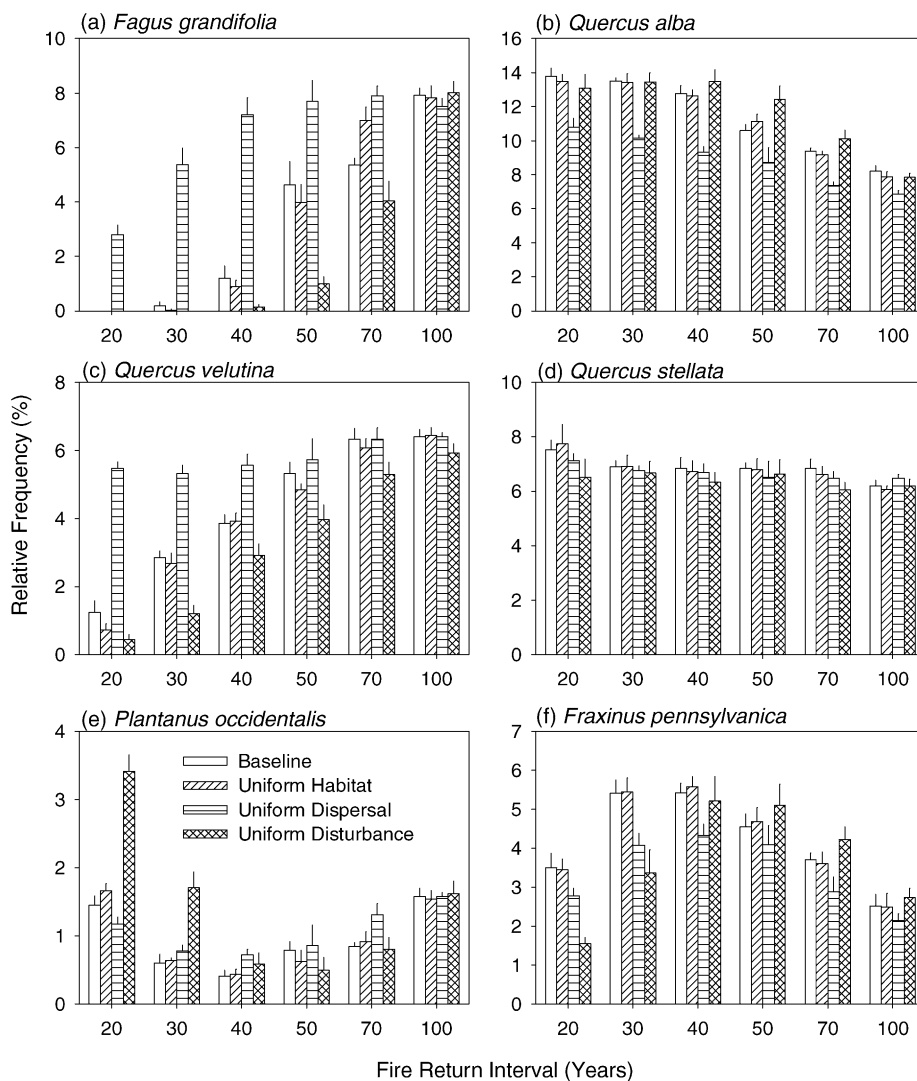 (a) Fagus grandifolia
10
8
6
4
2
0
20 30 40 50 70 100
(b) Quercus alba
16
14
12
10
8
6
4
2
0
20 30 40 50 70 100
(c) Quercus velutina
8
6
4
2
0
20 30 40 50 70 100
(d) Quercus stellata
10
8
6
4
2
0
20 30 40 50 70 100
(e) Plantanus occidentalis
4
3
2
1
0
Baseline
Uniform Habitat
Uniform Dispersal
Uniform Disturbance
20 30 40 50 70 100
(f) Fraxinus pennsylvanica
7
6
5
4
3
2
1
0
20 30 40 50 70 100
Relative Frequency (%)
Fire Return Interval (Years)